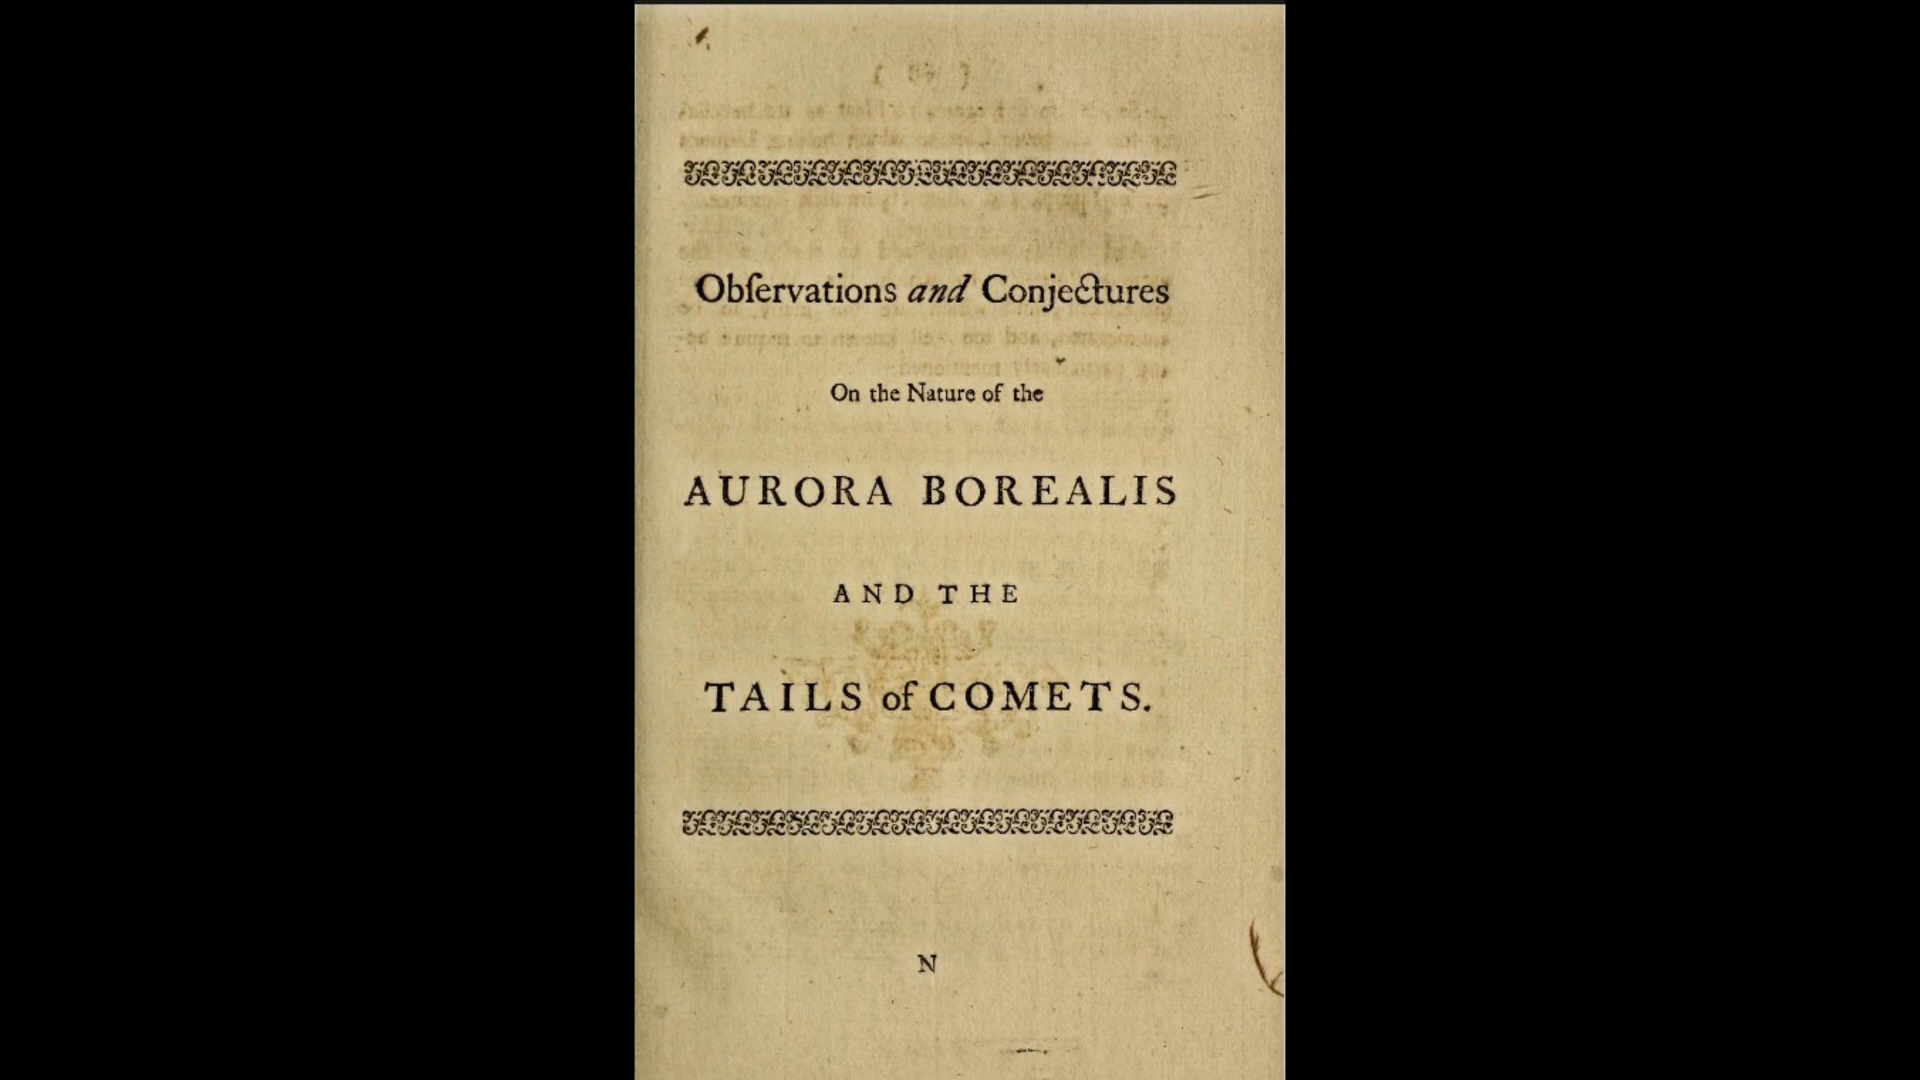 Obſervations and Conjectures
On the Nature of the
AURORA BOREALIS
AND THE
TAILS of COMETS.
N